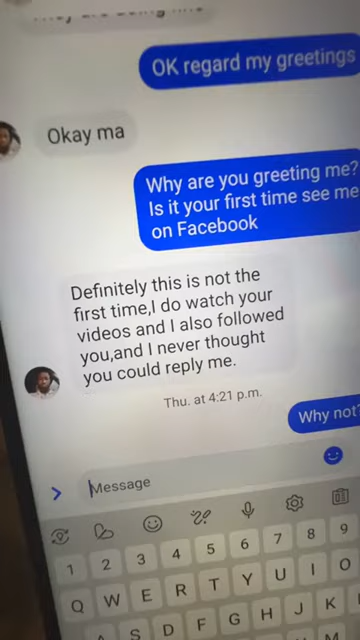 OK regard my greetings
Okay ma
Why are you greeting me?
Is it your first time see me
on Facebook
Definitely this is not the
first time,I do watch your
videos and I also followed
you,and I never thought
you could reply me.
Thu. at 4:21 p.m.
Why not?
Message
1 2 3 4 5 6 7 8 9
Q W E R T Y U I O
A S D F G H J K
M